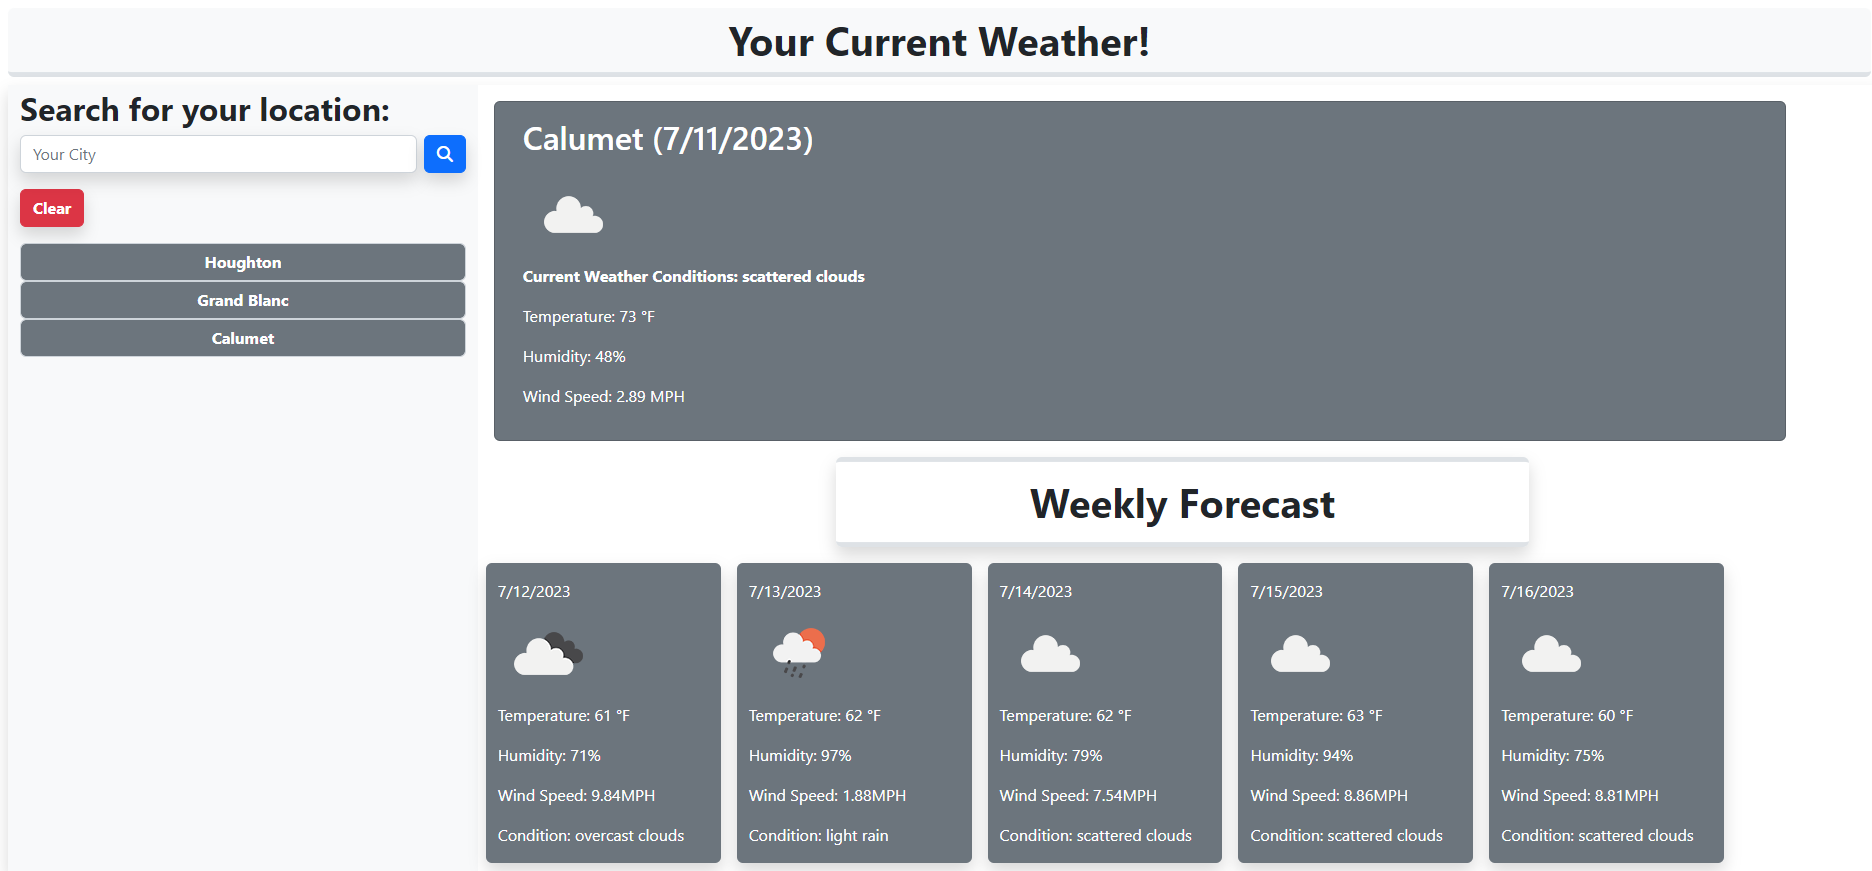 Your Current Weather!
Search for your location:
Your City
Clear
Houghton
Grand Blanc
Calumet
Calumet (7/11/2023)
Current Weather Conditions: scattered clouds
Temperature: 73 °F
Humidity: 48%
Wind Speed: 2.89 MPH
Weekly Forecast
7/12/2023
Temperature: 61 °F
Humidity: 71%
Wind Speed: 9.84MPH
Condition: overcast clouds
7/13/2023
Temperature: 62 °F
Humidity: 97%
Wind Speed: 1.88MPH
Condition: light rain
7/14/2023
Temperature: 62 °F
Humidity: 79%
Wind Speed: 7.54MPH
Condition: scattered clouds
7/15/2023
Temperature: 63 °F
Humidity: 94%
Wind Speed: 8.86MPH
Condition: scattered clouds
7/16/2023
Temperature: 60 °F
Humidity: 75%
Wind Speed: 8.81MPH
Condition: scattered clouds